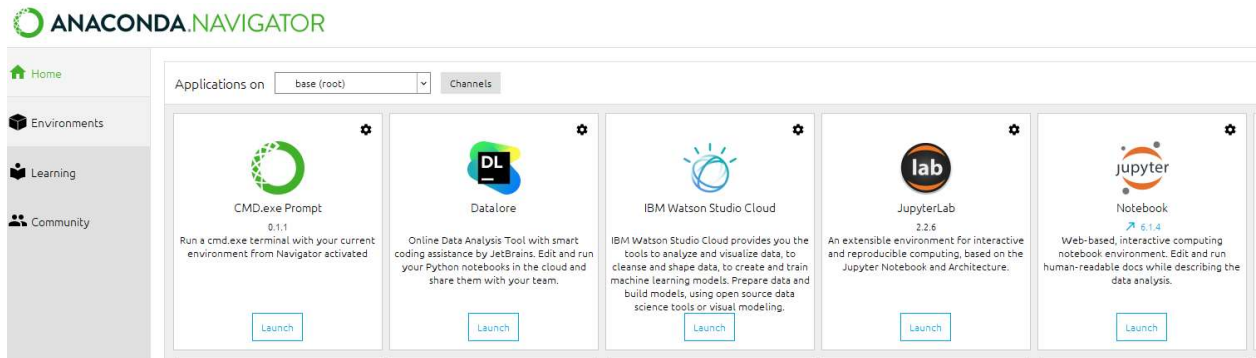 ANACONDA.NAVIGATOR
Home
Environments
Learning
Community
Applications on base (root) Channels
CMD.exe Prompt
0.1.1
Run a cmd.exe terminal with your current
environment from Navigator activated
Launch
DL
Datalore
Online Data Analysis Tool with smart
coding assistance by JetBrains. Edit and run
your Python notebooks in the cloud and
share them with your team.
Launch
IBM Watson Studio Cloud
IBM Watson Studio Cloud provides you the
tools to analyze and visualize data, to
cleanse and shape data, to create and train
machine learning models. Prepare data and
build models, using open source data
science tools or visual modeling.
Launch
lab
JupyterLab
2.2.6
An extensible environment for interactive
and reproducible computing, based on the
Jupyter Notebook and Architecture.
Launch
jupyter
Notebook
6.1.4
Web-based, interactive computing
notebook environment. Edit and run
human-readable docs while describing the
data analysis.
Launch